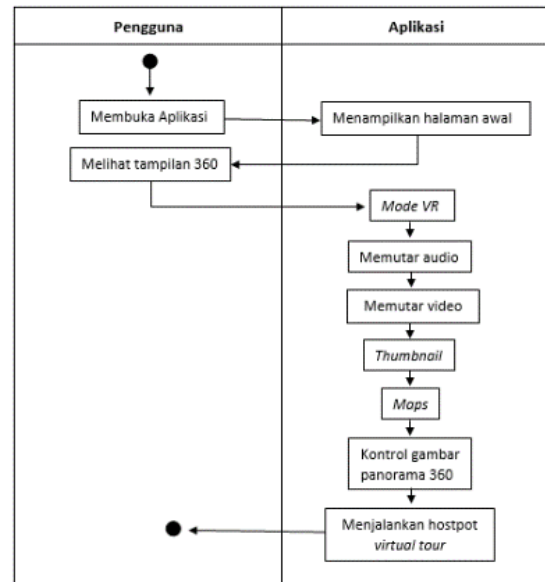 Pengguna
Aplikasi
Membuka Aplikasi
Menampilkan halaman awal
Melihat tampilan 360
Mode VR
Memutar audio
Memutar video
Thumbnail
Maps
Kontrol gambar
panorama 360
Menjalankan hostpot
virtual tour